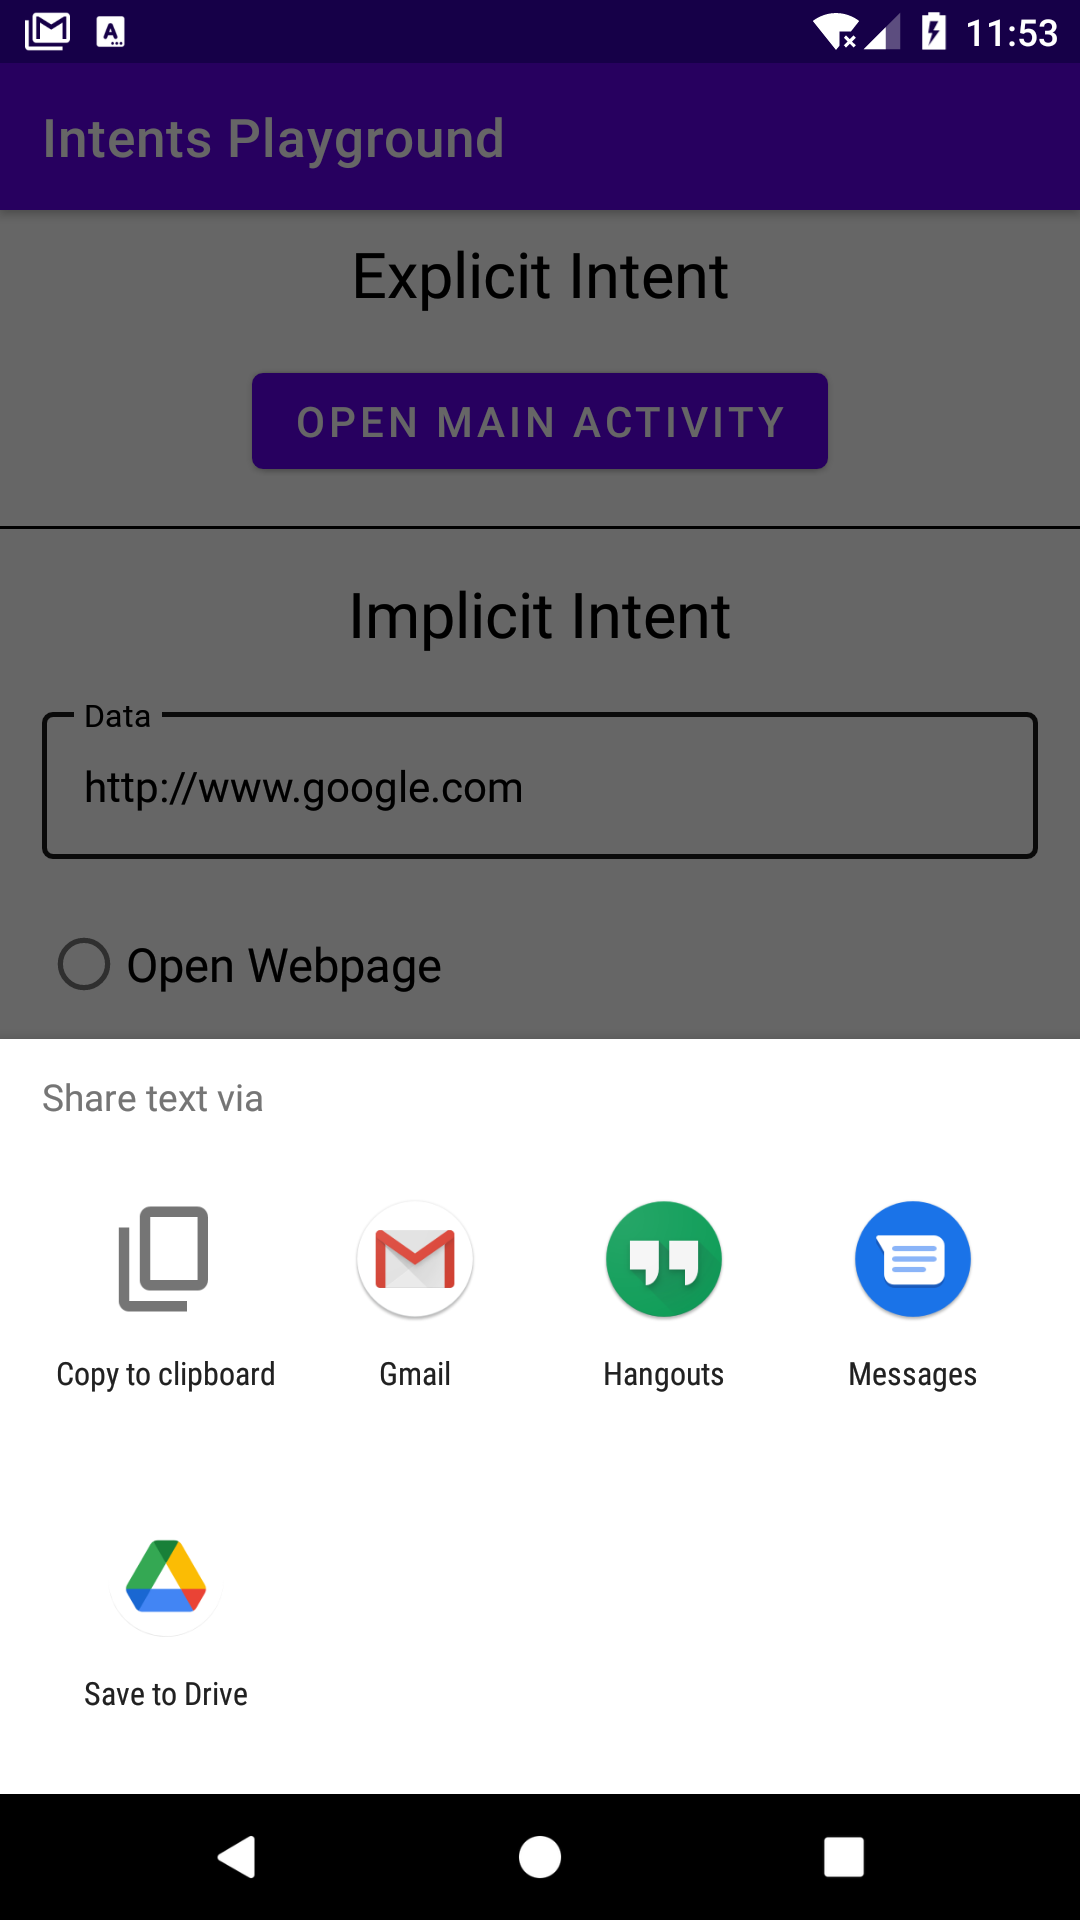 11:53
Intents Playground
Explicit Intent
OPEN MAIN ACTIVITY
Implicit Intent
Data
http://www.google.com
Open Webpage
Share text via
Copy to clipboard
Gmail
Hangouts
Messages
Save to Drive